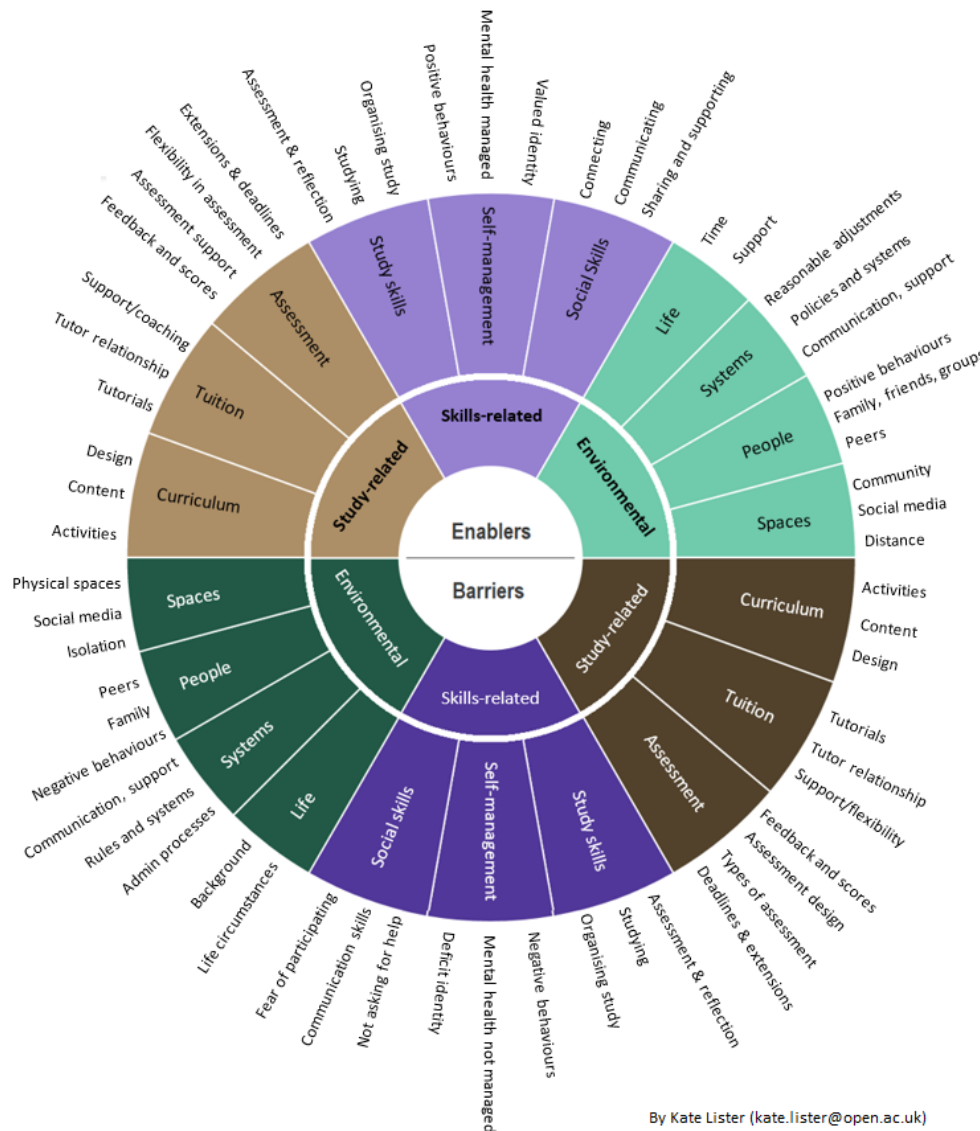 Assessment & reflection
Studying
Organising study
Positive behaviours
Mental health managed
Valued identity
Connecting
Communicating
Sharing and supporting
Time
Support
Reasonable adjustments
Policies and systems
Communication, support
Positive behaviours
Family, friends, group
Peers
Community
Social media
Distance
Extensions & deadlines
Flexibility in assessment
Assessment support
Feedback and scores
Support/coaching
Tutor relationship
Tutorials
Design
Content
Activities
Study skills
Self-management
Social Skills
Life
Systems
People
Spaces
Assessment
Tuition
Curriculum
Study-related
Skills-related
Environmental
Enablers
Barriers
Environmental
Skills-related
Study-related
Spaces
People
Systems
Life
Social skills
Self-management
Study skills
Assessment
Tuition
Curriculum
Physical spaces
Social media
Isolation
Peers
Family
Negative behaviours
Communication, support
Rules and systems
Admin processes
Background
Life circumstances
Fear of participating
Communication skills
Not asking for help
Deficit identity
Mental health not managed
Negative behaviours
Organising study
Studying
Assessment & reflection
Deadlines & extensions
Types of assessment
Assessment design
Feedback and scores
Support/flexibility
Tutor relationship
Tutorials
Design
Content
Activities
By Kate Lister (kate.lister@open.ac.uk)